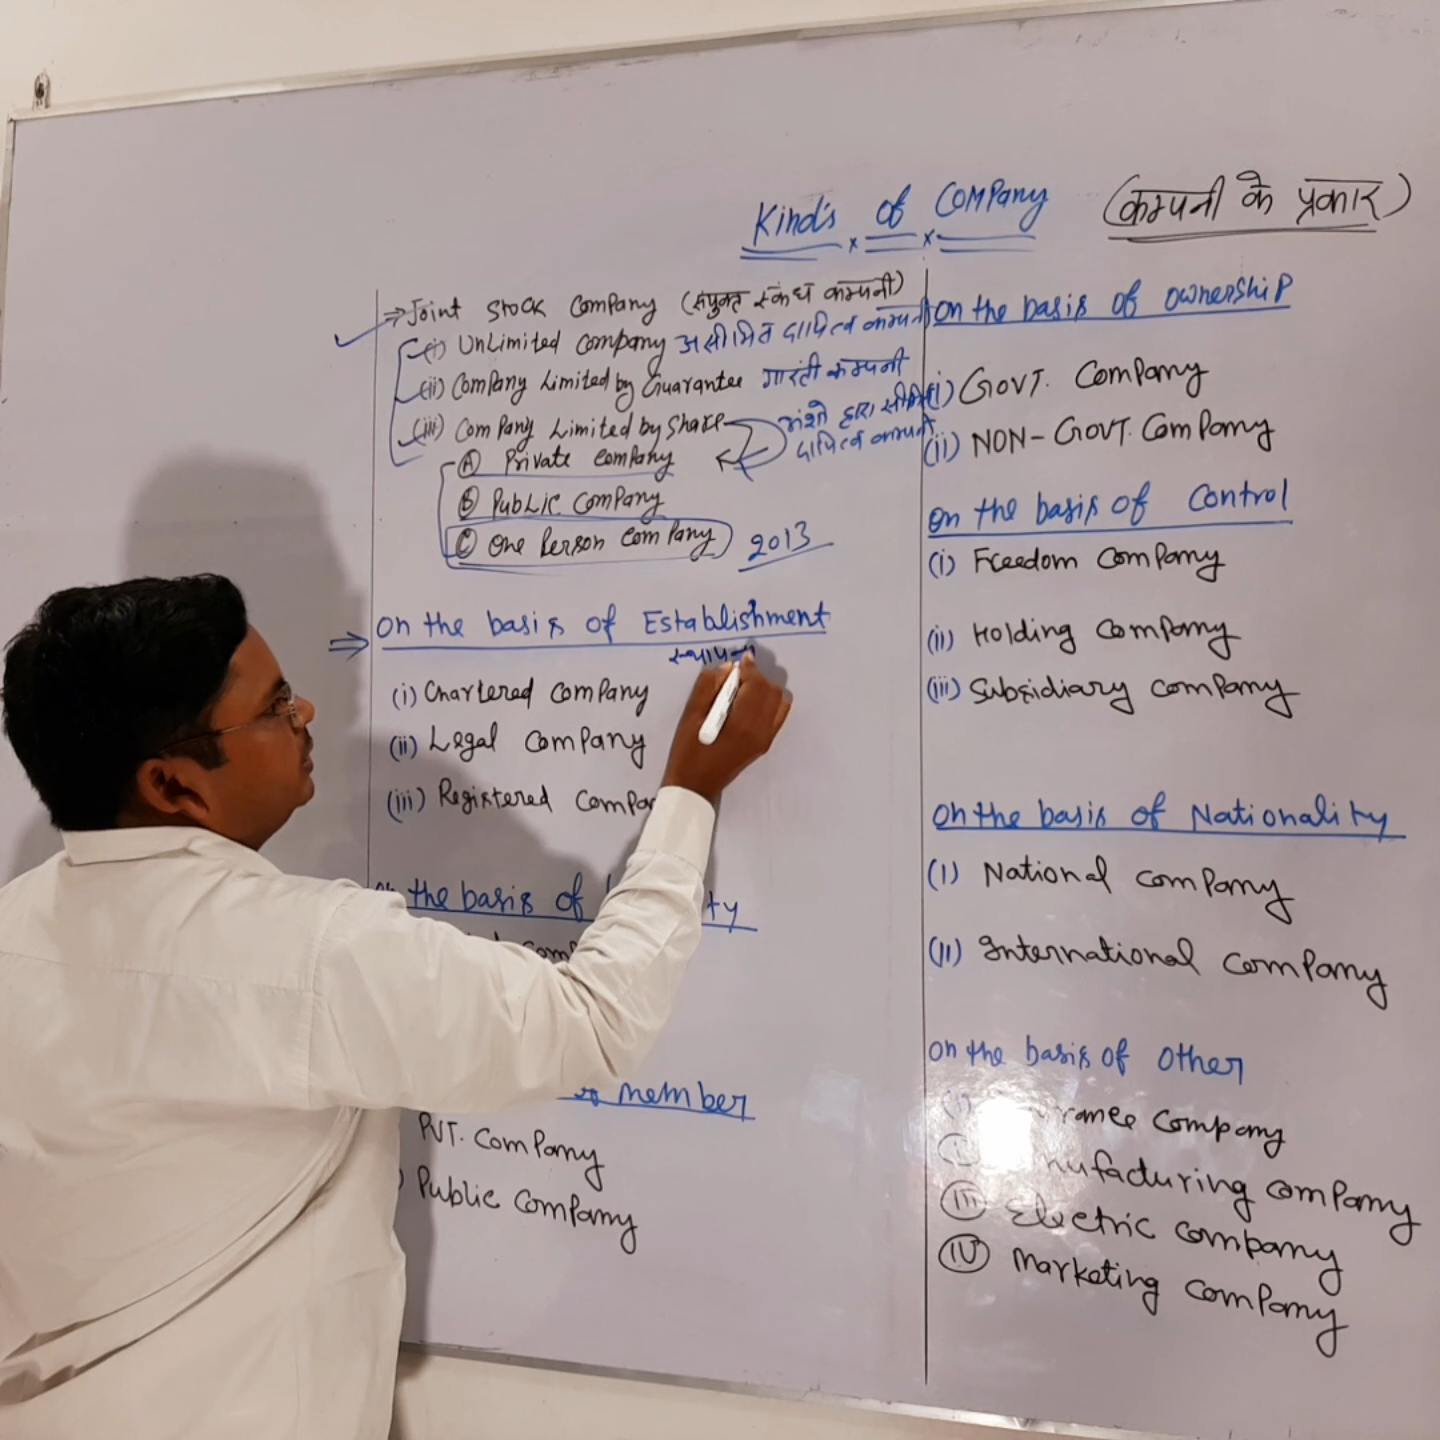 Kind's of Company (कम्पनी के प्रकार)
⇒ Joint Stock Company (संयुक्त स्कंध कम्पनी)
(i) UnLimited Company असीमित दायित्व कम्पनी
(ii) Company Limited by Guarantee गारंटी कम्पनी
(iii) Company Limited by Share अंशो द्वारा सीमित
दायित्व कम्पनी
(A) Private Company
(B) Public Company
(C) One Person Company 2013
⇒ On the basis of Establishment
स्थापना
(i) Chartered Company
(ii) Legal Company
(iii) Registered Compa
the basis of
ty
member
PVT. Company
Public Company
On the basis of ownership
(i) Govt. Company
(ii) NON-Govt. Company
On the basis of Control
(i) Freedom Company
(ii) Holding Company
(iii) Subsidiary Company
On the basis of Nationality
(I) National Company
(II) International Company
On the basis of Other
Company
nufacturing Company
(III) Electric Company
(IV) Marketing Company